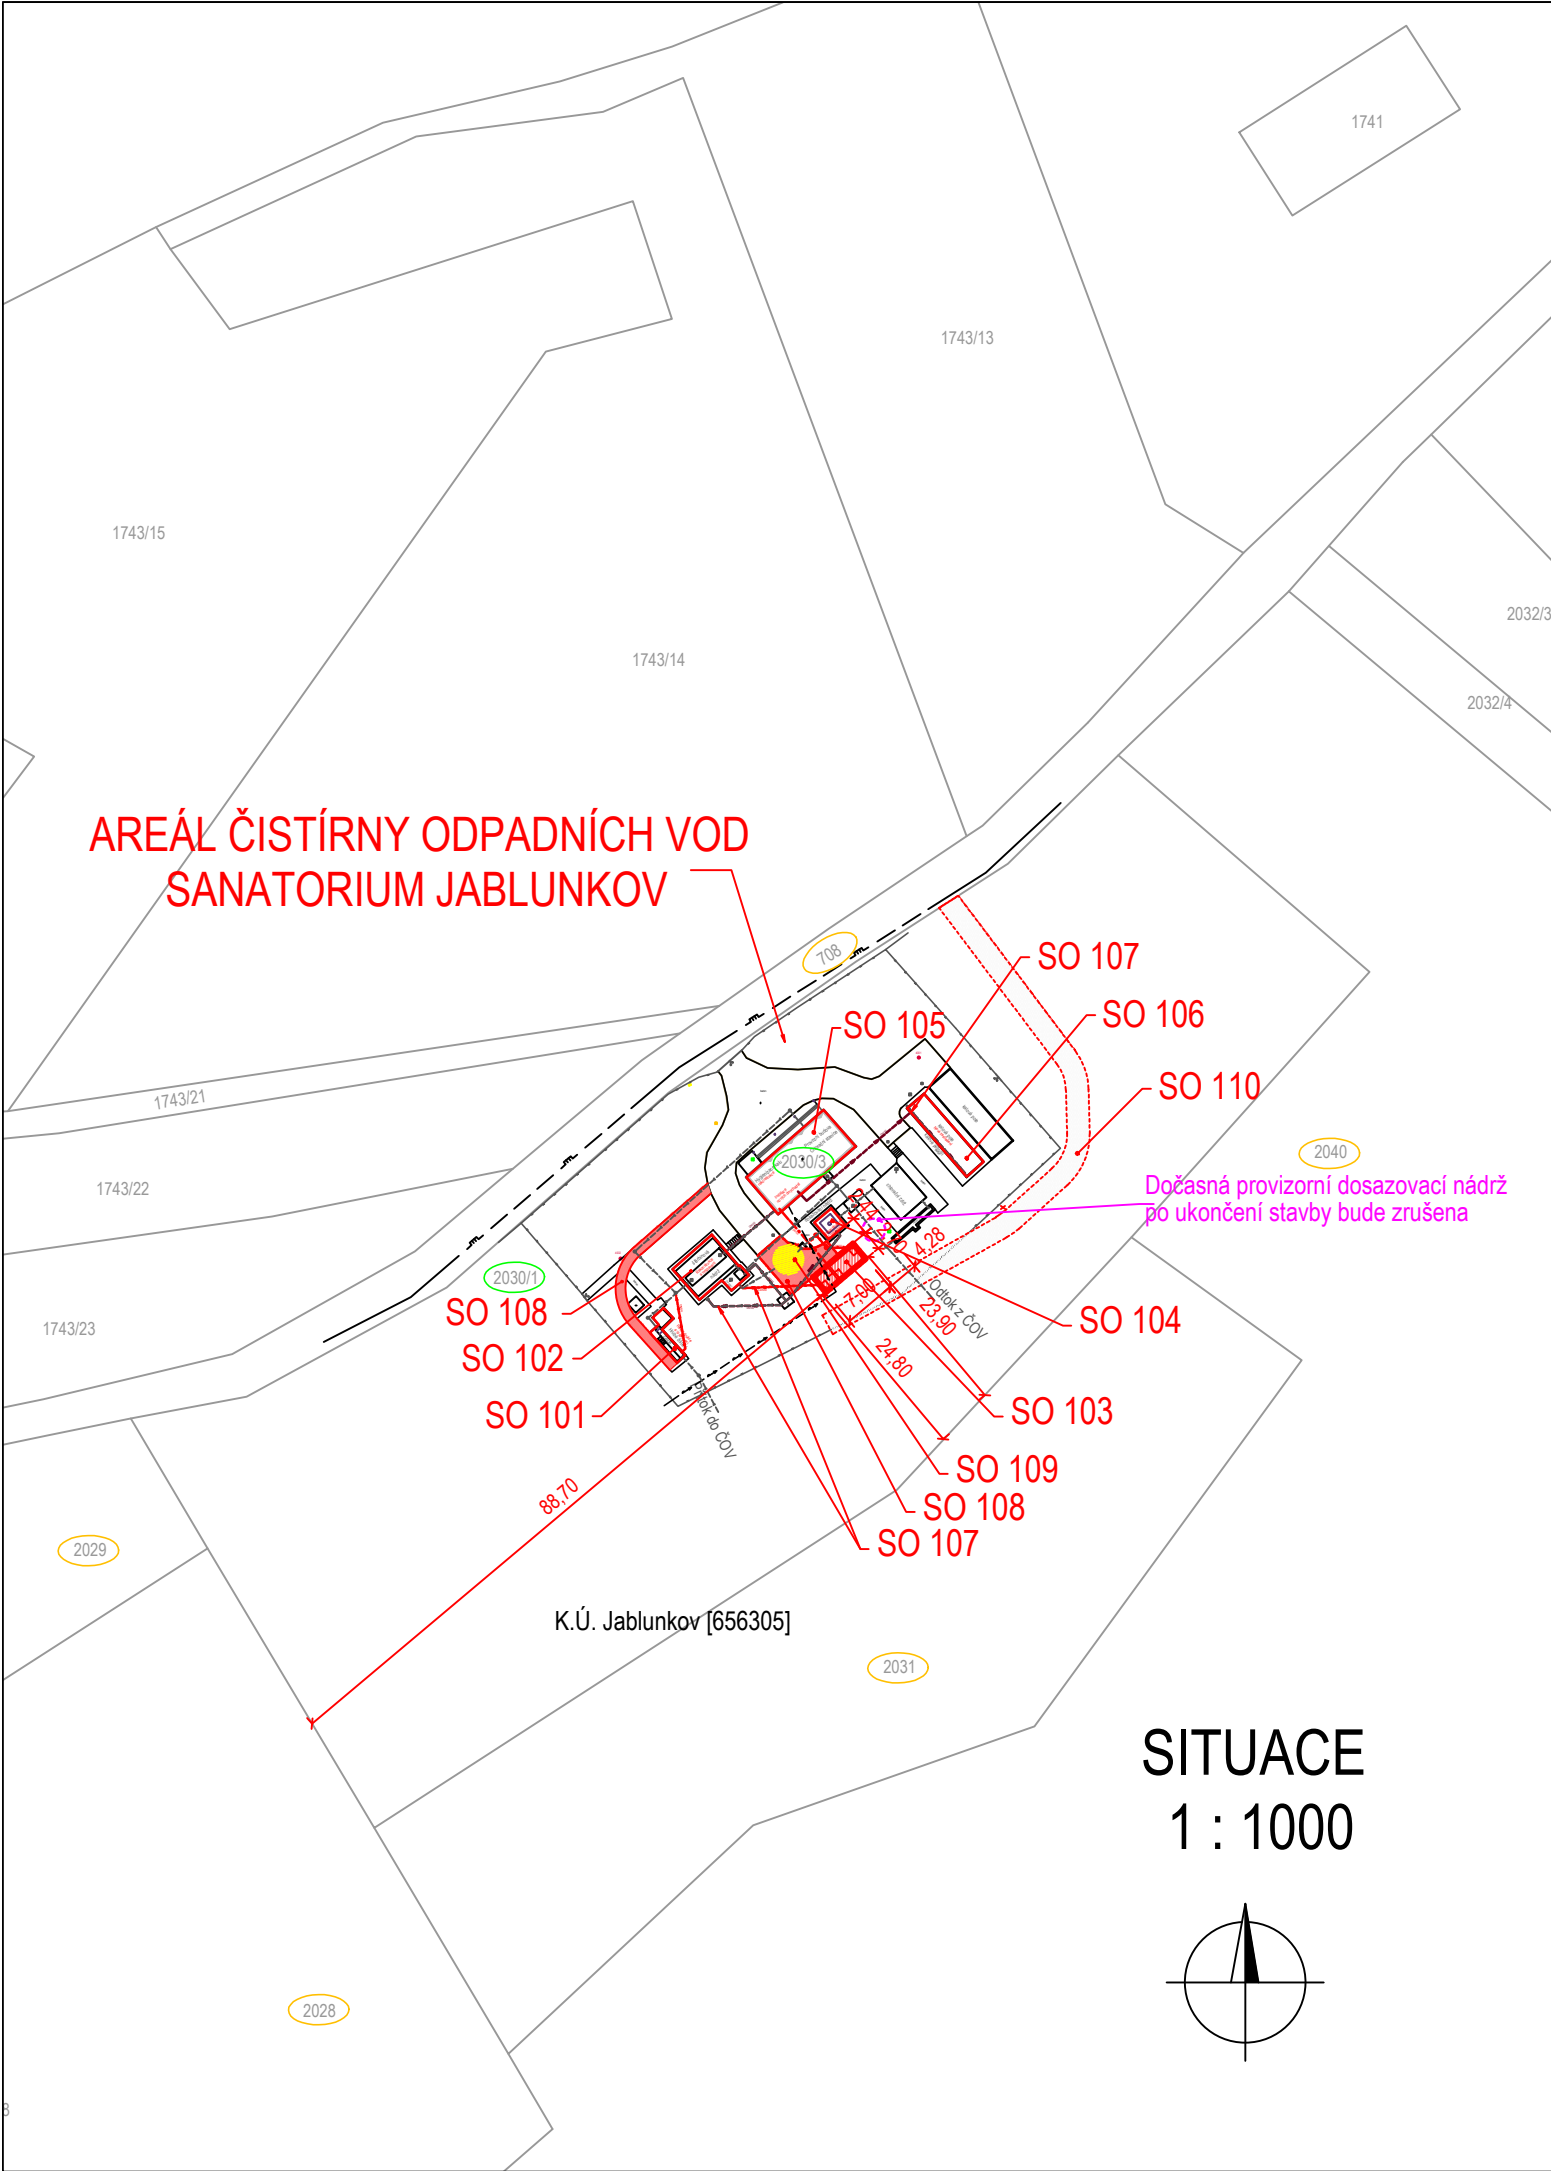 1741
1743/13
1743/15
2032/3
1743/14
2032/4
AREÁL ČISTÍRNY ODPADNÍCH VOD
SANATORIUM JABLUNKOV
708
SO 107
SO 106
SO 105
SO 110
1743/21
2040
2030/3
1743/22
Dočasná provizorní dosazovací nádrž
po ukončení stavby bude zrušena
4,28
2030/1
SO 108
7,00
Odtok z ČOV
23,90
SO 104
1743/23
SO 102
24,80
SO 101
Přítok do ČOV
SO 103
SO 109
88,70
SO 108
SO 107
2029
K.Ú. Jablunkov [656305]
2031
SITUACE
1 : 1000
2028